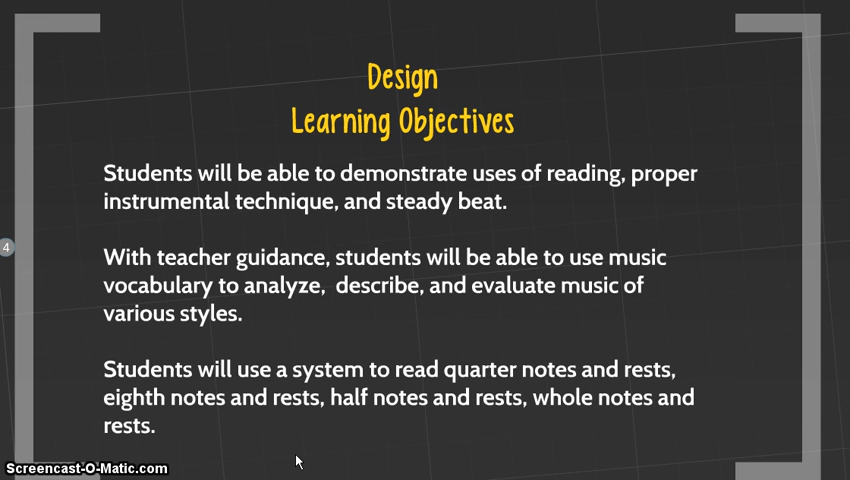 Design
Learning Objectives
Students will be able to demonstrate uses of reading, proper
instrumental technique, and steady beat.
With teacher guidance, students will be able to use music
vocabulary to analyze,  describe, and evaluate music of
various styles.
Students will use a system to read quarter notes and rests,
eighth notes and rests, half notes and rests, whole notes and
rests.
4
Screencast-O-Matic.com